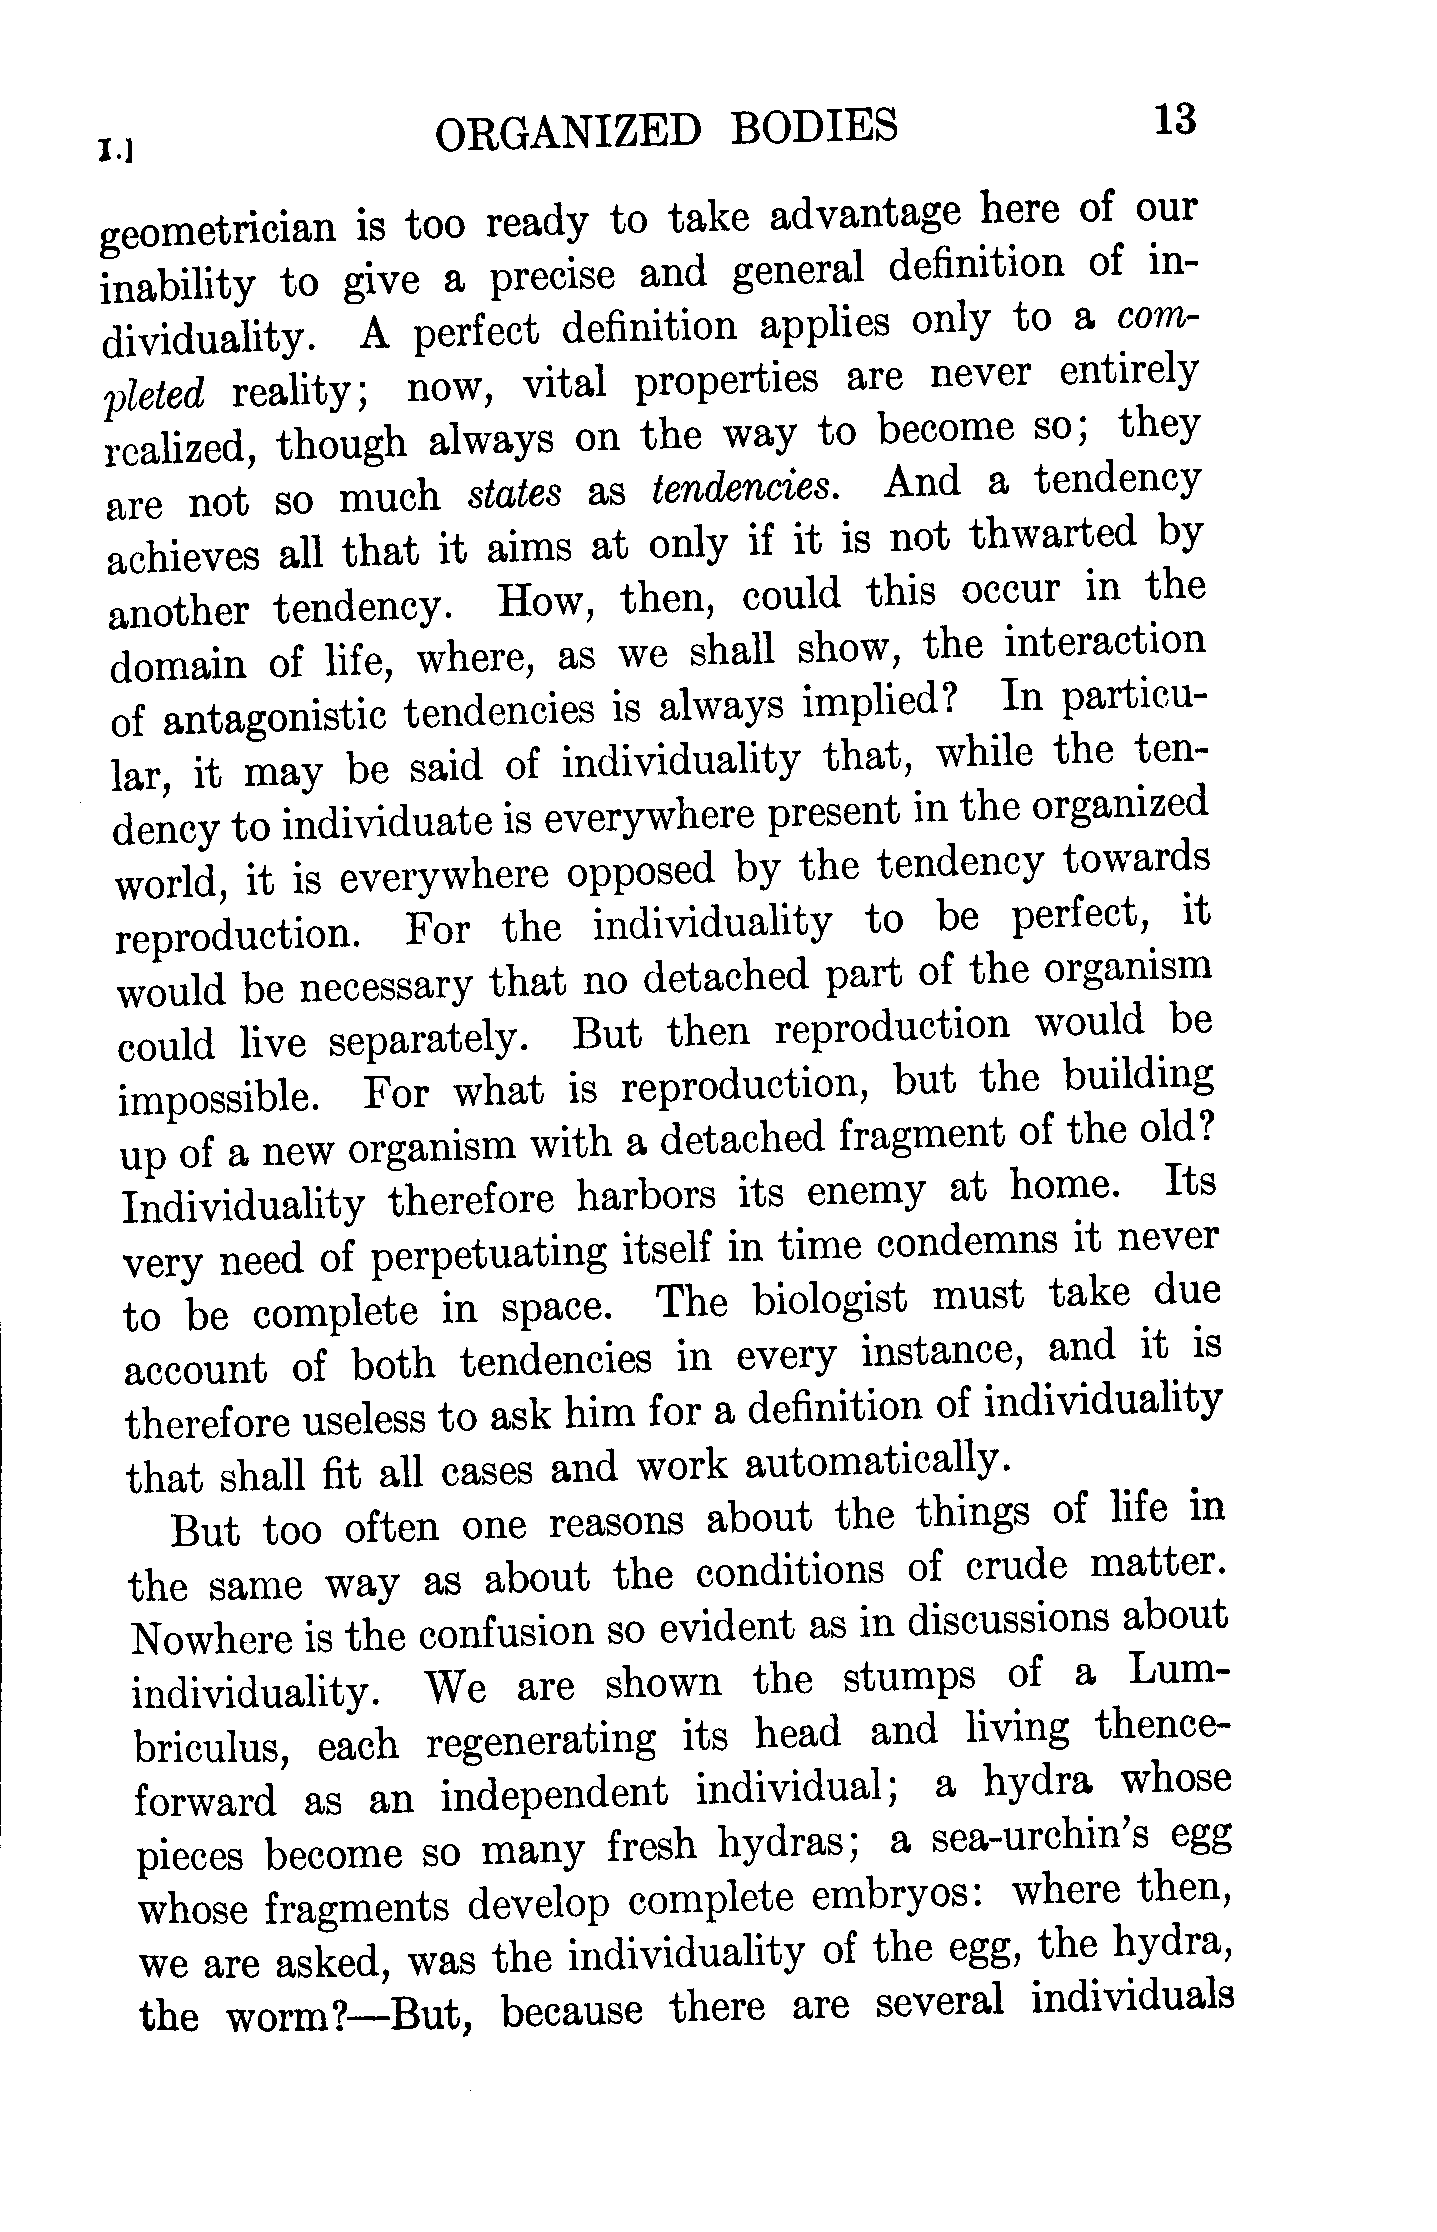 I.] ORGANIZED BODIES 13
geometrician is too ready to take advantage here of our
inability to give a precise and general definition of in-
dividuality. A perfect definition applies only to a com-
pleted reality; now, vital properties are never entirely
realized, though always on the way to become so; they
are not so much states as tendencies. And a tendency
achieves all that it aims at only if it is not thwarted by
another tendency. How, then, could this occur in the
domain of life, where, as we shall show, the interaction
of antagonistic tendencies is always implied? In particu-
lar, it may be said of individuality that, while the ten-
dency to individuate is everywhere present in the organized
world, it is everywhere opposed by the tendency towards
reproduction. For the individuality to be perfect, it
would be necessary that no detached part of the organism
could live separately. But then reproduction would be
impossible. For what is reproduction, but the building
up of a new organism with a detached fragment of the old?
Individuality therefore harbors its enemy at home. Its
very need of perpetuating itself in time condemns it never
to be complete in space. The biologist must take due
account of both tendencies in every instance, and it is
therefore useless to ask him for a definition of individuality
that shall fit all cases and work automatically.
But too often one reasons about the things of life in
the same way as about the conditions of crude matter.
Nowhere is the confusion so evident as in discussions about
individuality. We are shown the stumps of a Lum-
briculus, each regenerating its head and living thence-
forward as an independent individual; a hydra whose
pieces become so many fresh hydras; a sea-urchin's egg
whose fragments develop complete embryos: where then,
we are asked, was the individuality of the egg, the hydra,
the worm?—But, because there are several individuals